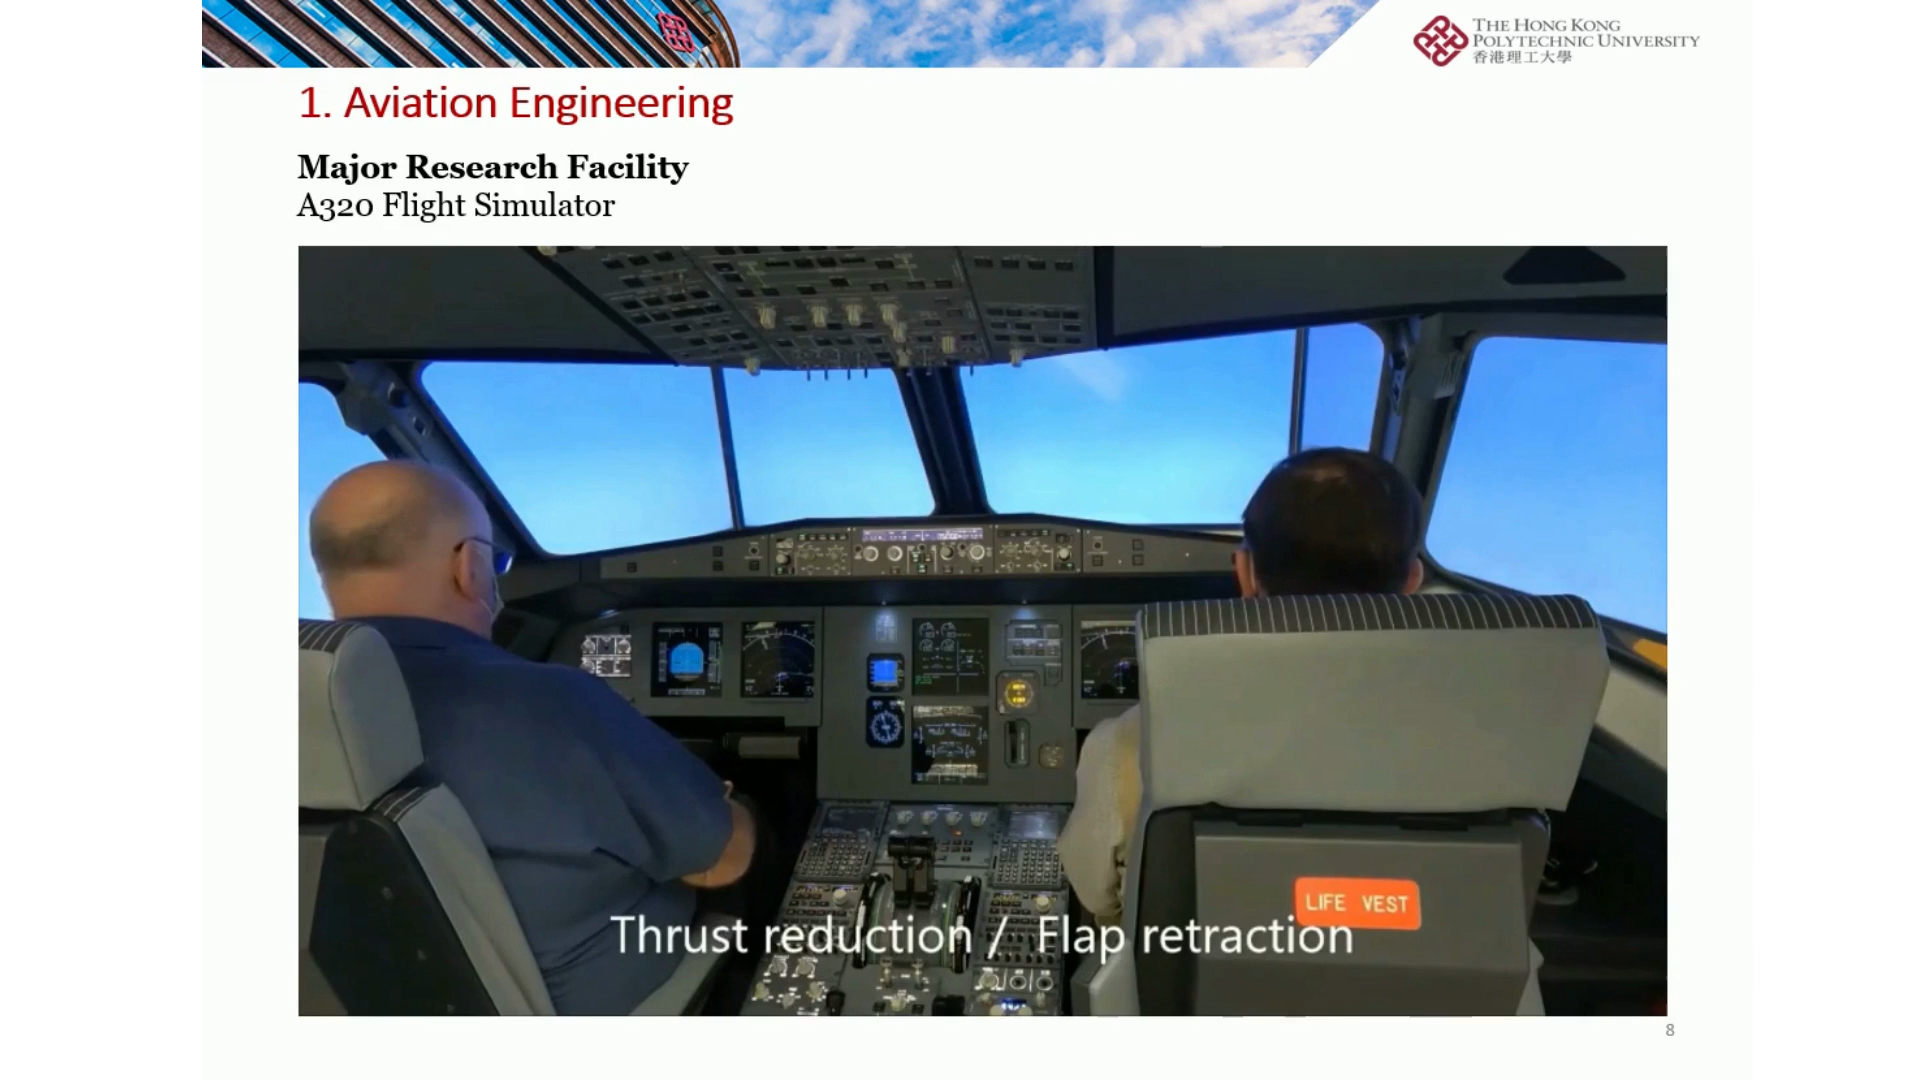 THE HONG KONG
POLYTECHNIC UNIVERSITY
香港理工大學
1. Aviation Engineering
Major Research Facility
A320 Flight Simulator
LIFE VEST
Thrust reduction / Flap retraction
8